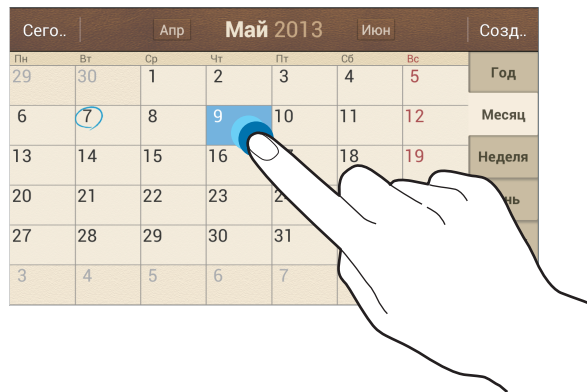 Сего.. Апр Май 2013 Июн Созд..
Пн Вт Ср Чт Пт Сб Вс
29 30 1 2 3 4 5 Год
6 7 8 9 10 11 12 Месяц
13 14 15 16 18 19 Неделя
20 21 22 23
27 28 29 30 31
3 4 5 6 7